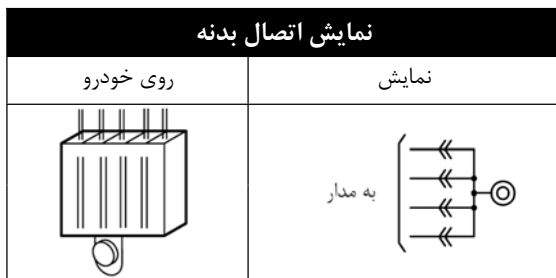 نمایش اتصال بدنه
نمایش
روی خودرو
به مدار